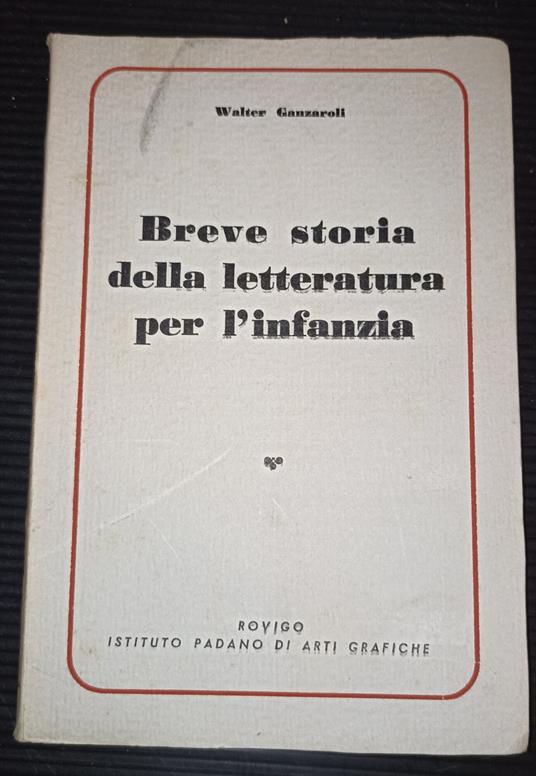 Walter Ganzaroli
Breve storia
della letteratura
per l'infanzia
ROVIGO
ISTITUTO PADANO DI ARTI GRAFICHE